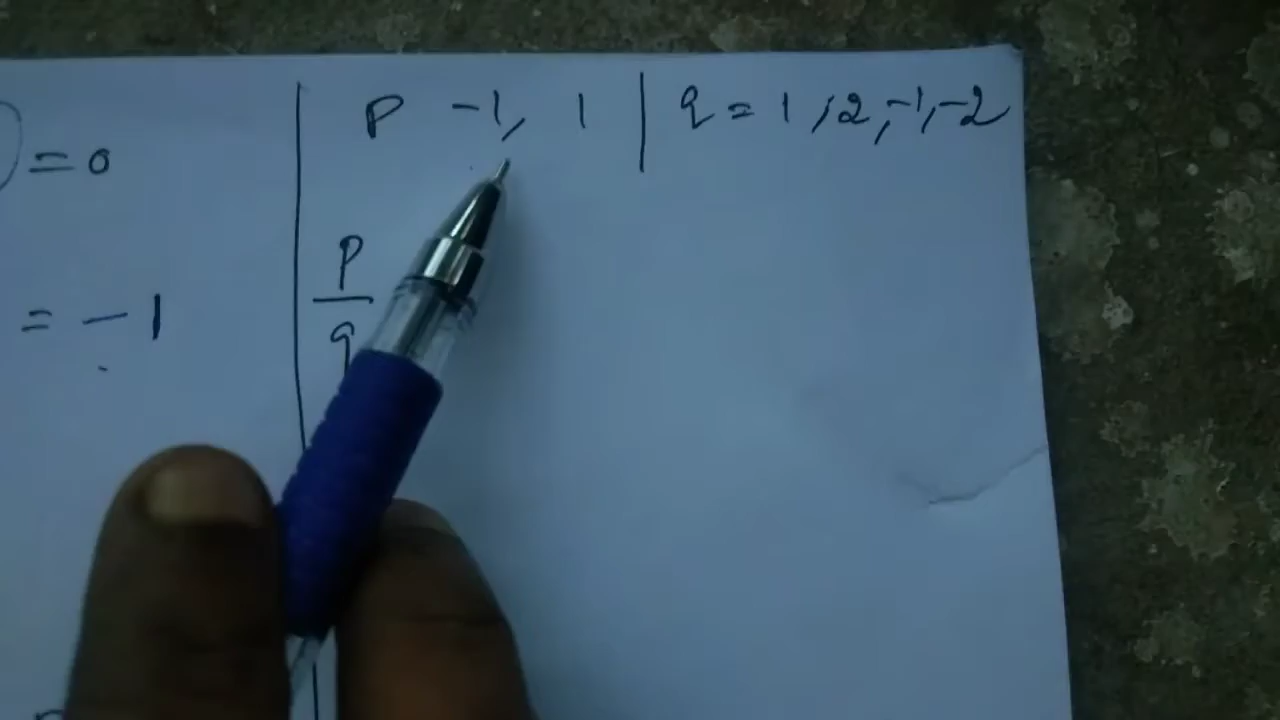 ) = 0
P -1, 1 | q = 1, 2, -1, -2
P
q
= - 1